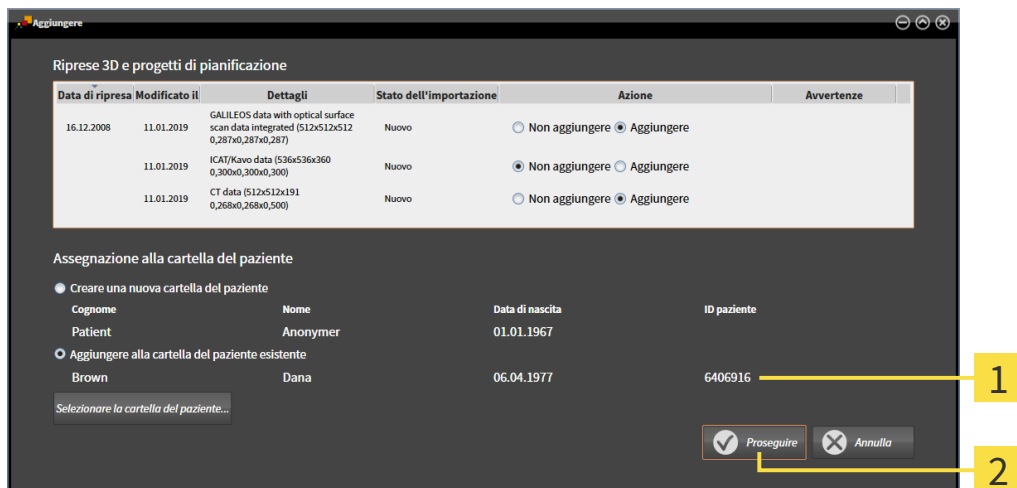 Aggiungere
Riprese 3D e progetti di pianificazione
Data di ripresa Modificato il Dettagli Stato dell'importazione Azione Avvertenze
GALILEOS data with optical surface
16.12.2008 11.01.2019 scan data integrated (512x512x512 Nuovo Non aggiungere Aggiungere
0,287x0,287x0,287)
ICAT/Kavo data (536x536x360
11.01.2019 0,300x0,300x0,300) Nuovo Non aggiungere Aggiungere
CT data (512x512x191
11.01.2019 0,268x0,268x0,500) Nuovo Non aggiungere Aggiungere
Assegnazione alla cartella del paziente
Creare una nuova cartella del paziente
Cognome Nome Data di nascita ID paziente
Patient Anonymer 01.01.1967
Aggiungere alla cartella del paziente esistente
Brown Dana 06.04.1977 6406916 1
Selezionare la cartella del paziente...
Proseguire Annulla
2